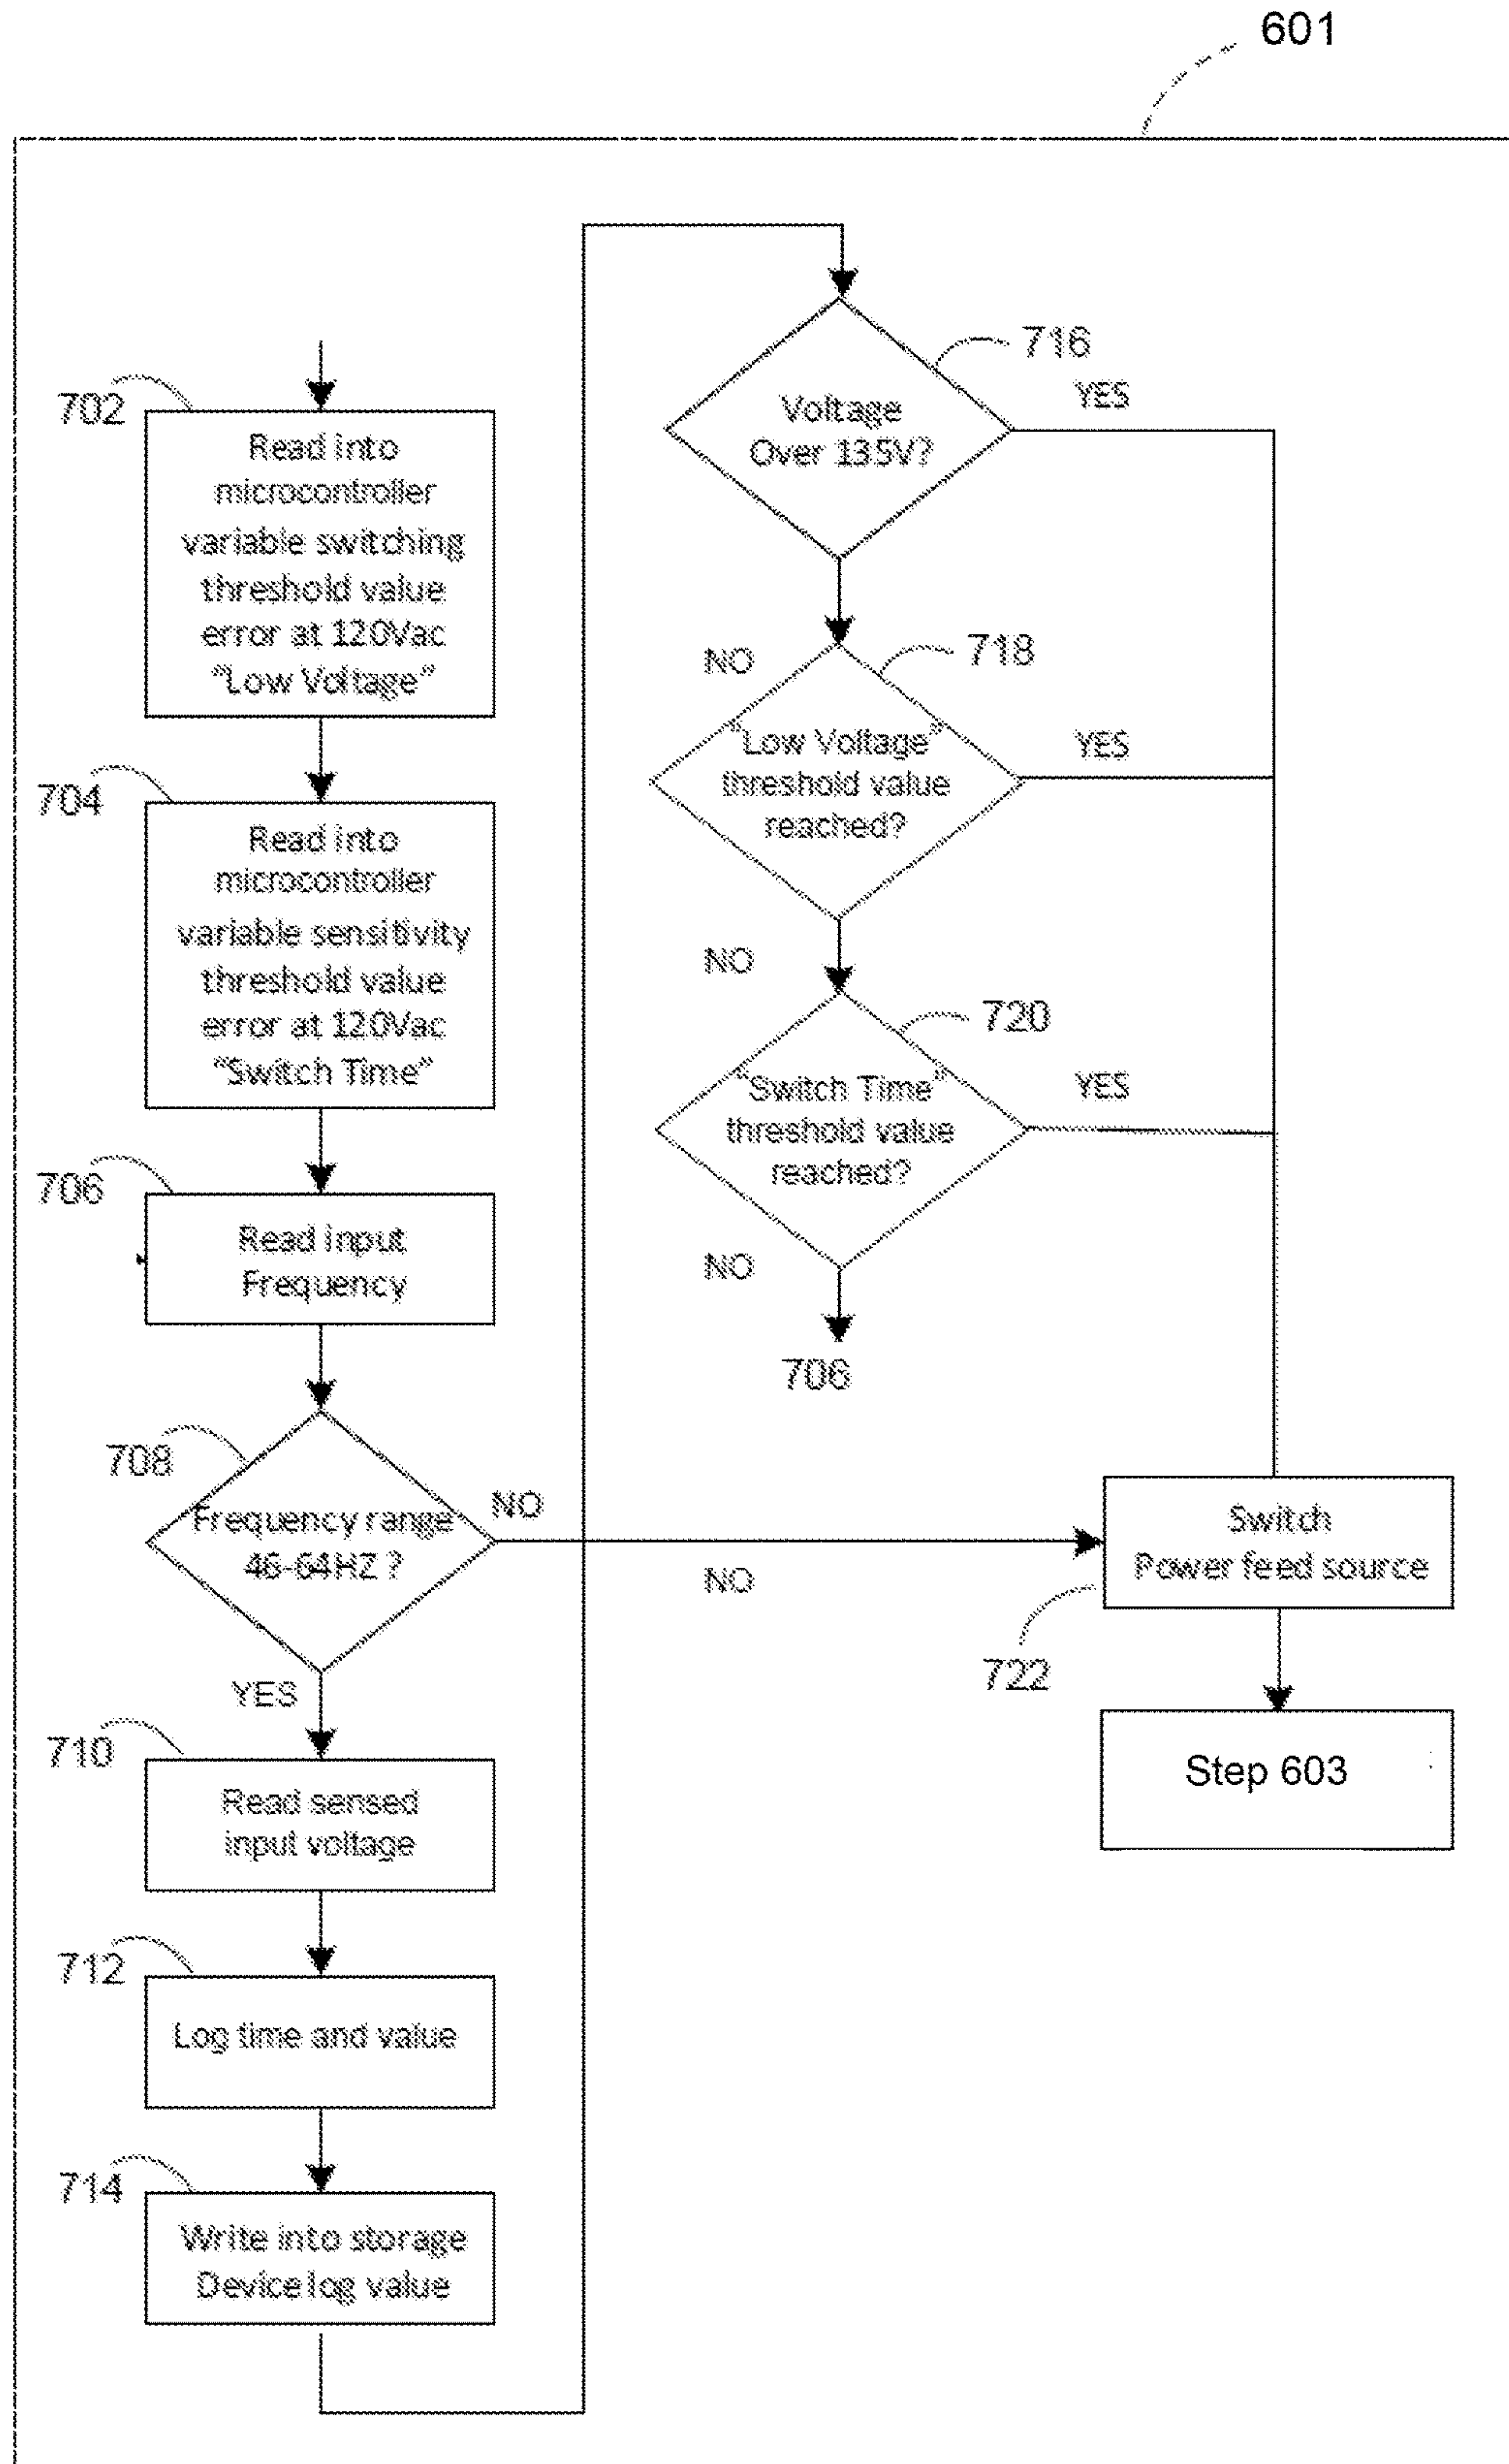 601
702
Read into
microcontroller
variable switching
threshold value
error at 120Vac
“Low Voltage”
704
Read into
microcontroller
variable sensitivity
threshold value
error at 120Vac
“Switch Time”
706
Read input
Frequency
708
Frequency range
46-64HZ ?
NO
NO
YES
710
Read sensed
input voltage
712
Log time and value
714
Write into storage
Device log value
716
Voltage
Over 135V?
YES
NO
718
“Low Voltage”
threshold value
reached?
YES
NO
720
“Switch Time”
threshold value
reached?
YES
NO
706
Switch
Power feed source
722
Step 603